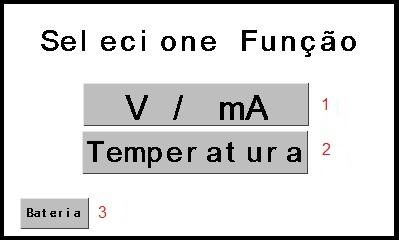 Selecione Função
V / mA 1
Temperatura 2
Bateria 3